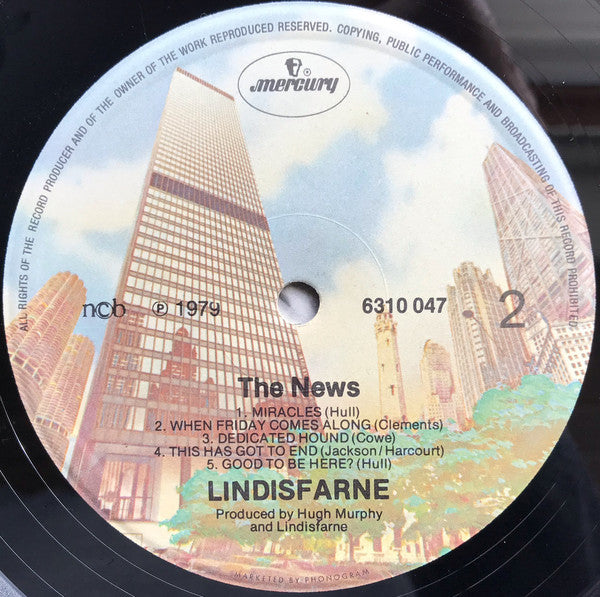 ALL RIGHTS OF THE RECORD PRODUCER AND OF THE OWNER OF THE WORK REPRODUCED RESERVED. COPYING, PUBLIC PERFORMANCE AND BROADCASTING OF THIS RECORD PROHIBITED
mercury
ncb ℗ 1979 6310 047 2
The News
1. MIRACLES (Hull)
2. WHEN FRIDAY COMES ALONG (Clements)
3. DEDICATED HOUND (Cowe)
4. THIS HAS GOT TO END (Jackson/Harcourt)
5. GOOD TO BE HERE? (Hull)
LINDISFARNE
Produced by Hugh Murphy
and Lindisfarne
MARKETED BY PHONOGRAM